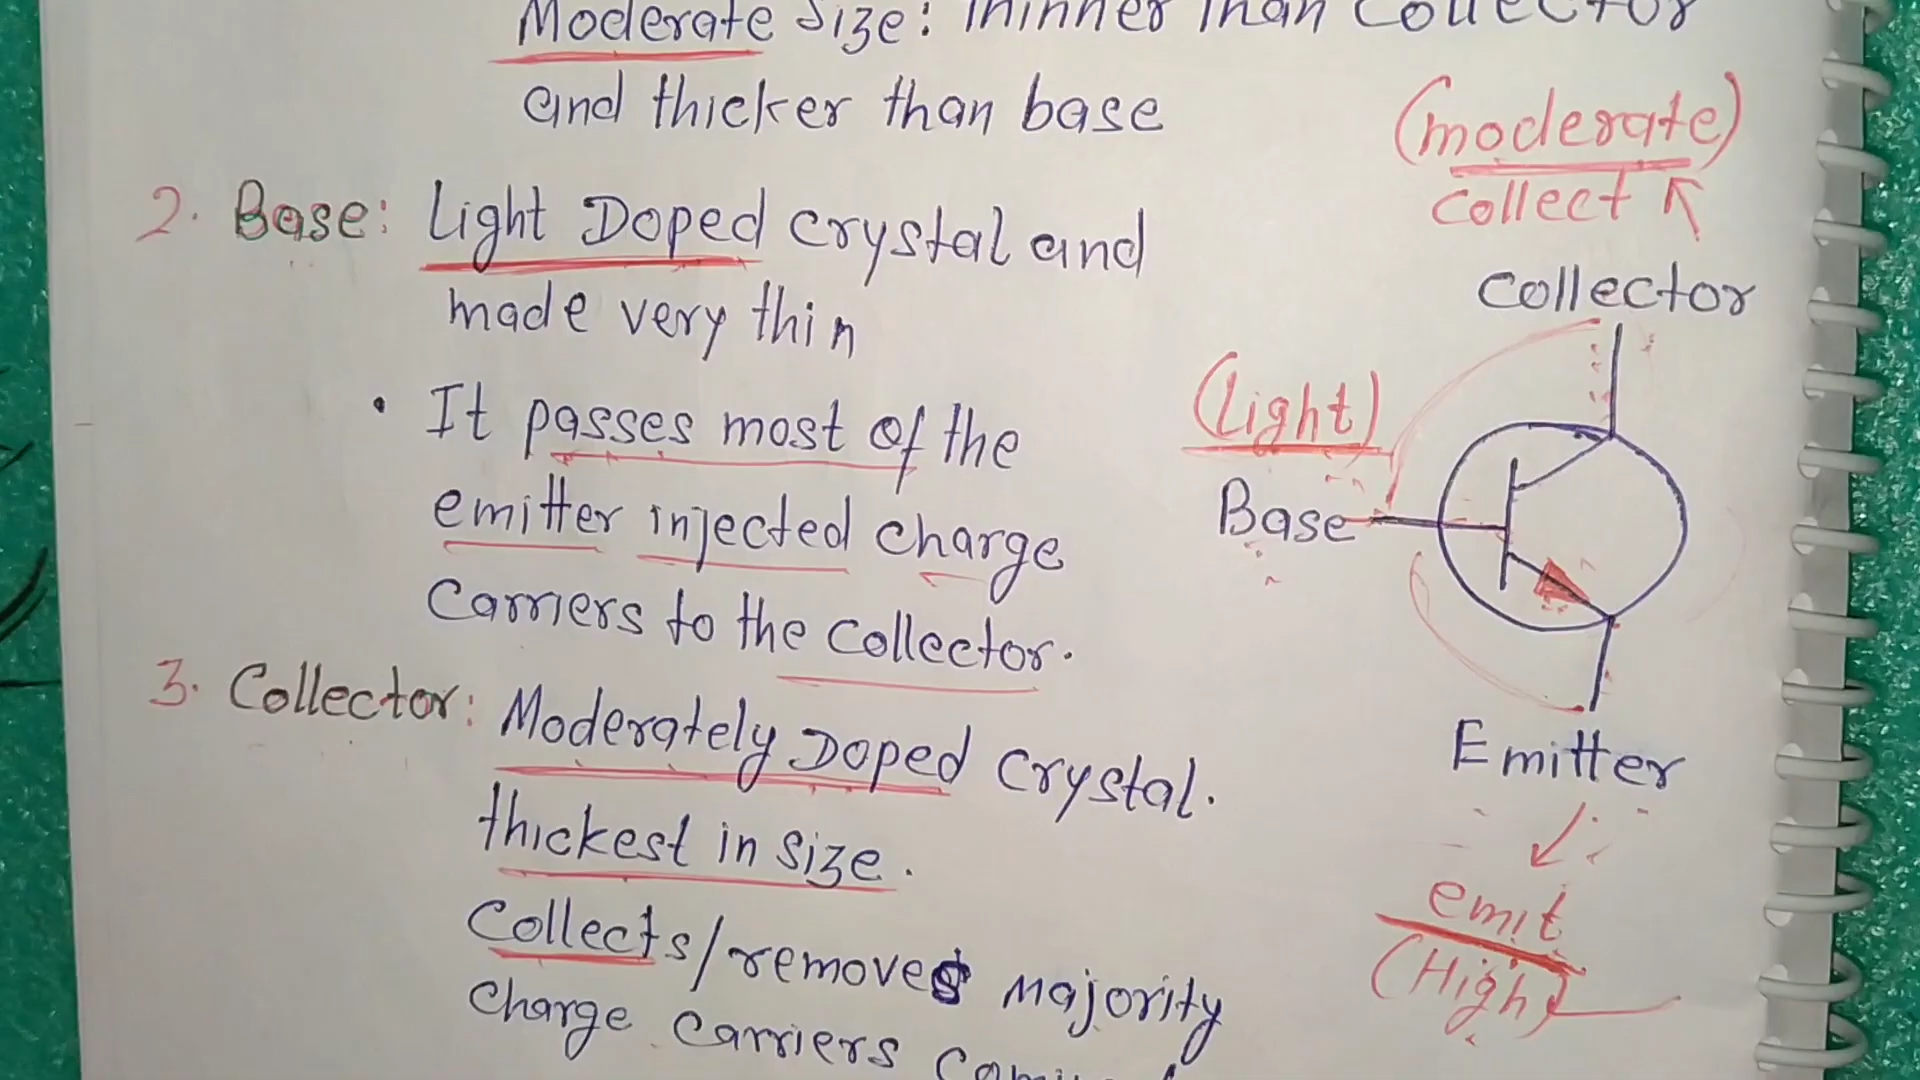 Moderate Size: Thinner Than Collector
and thicker than base
2. Base: Light Doped crystal and
made very thin
• It passes most of the
emitter injected charge
Carriers to the collector.
3. Collector: Moderately Doped crystal.
thickest in size.
Collects/removes majority
charge carriers
(moderate)
collect
Collector
(Light)
Base
Emitter
emit
(High)